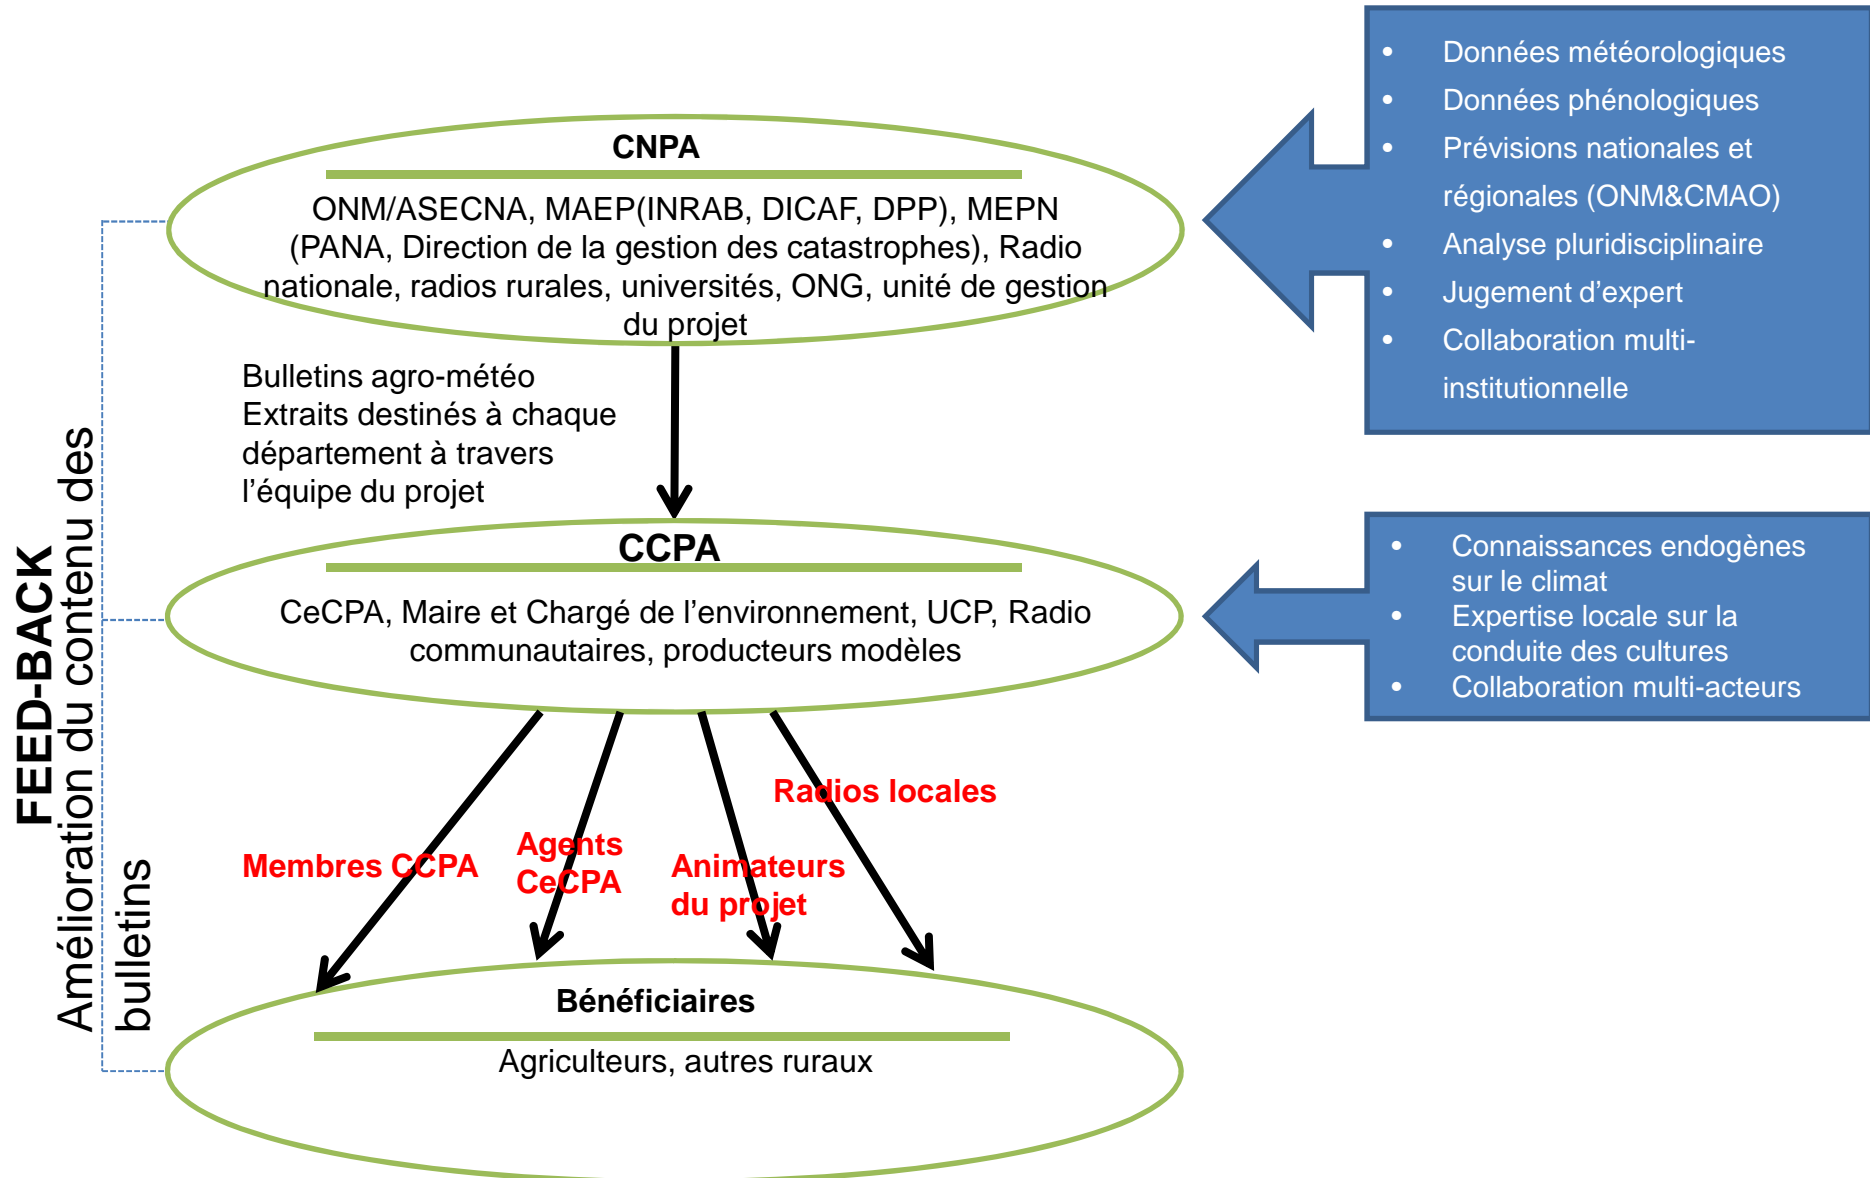 CNPA
ONM/ASECNA, MAEP(INRAB, DICAF, DPP), MEPN
(PANA, Direction de la gestion des catastrophes), Radio
nationale, radios rurales, universités, ONG, unité de gestion
du projet
• Données météorologiques
• Données phénologiques
• Prévisions nationales et
régionales (ONM&CMAO)
• Analyse pluridisciplinaire
• Jugement d’expert
• Collaboration multi-
institutionnelle
Bulletins agro-météo
Extraits destinés à chaque
département à travers
l’équipe du projet
CCPA
CeCPA, Maire et Chargé de l’environnement, UCP, Radio
communautaires, producteurs modèles
• Connaissances endogènes
sur le climat
• Expertise locale sur la
conduite des cultures
• Collaboration multi-acteurs
FEED-BACK
Amélioration du contenu des
bulletins
Membres CCPA
Agents
CeCPA
Animateurs
du projet
Radios locales
Bénéficiaires
Agriculteurs, autres ruraux